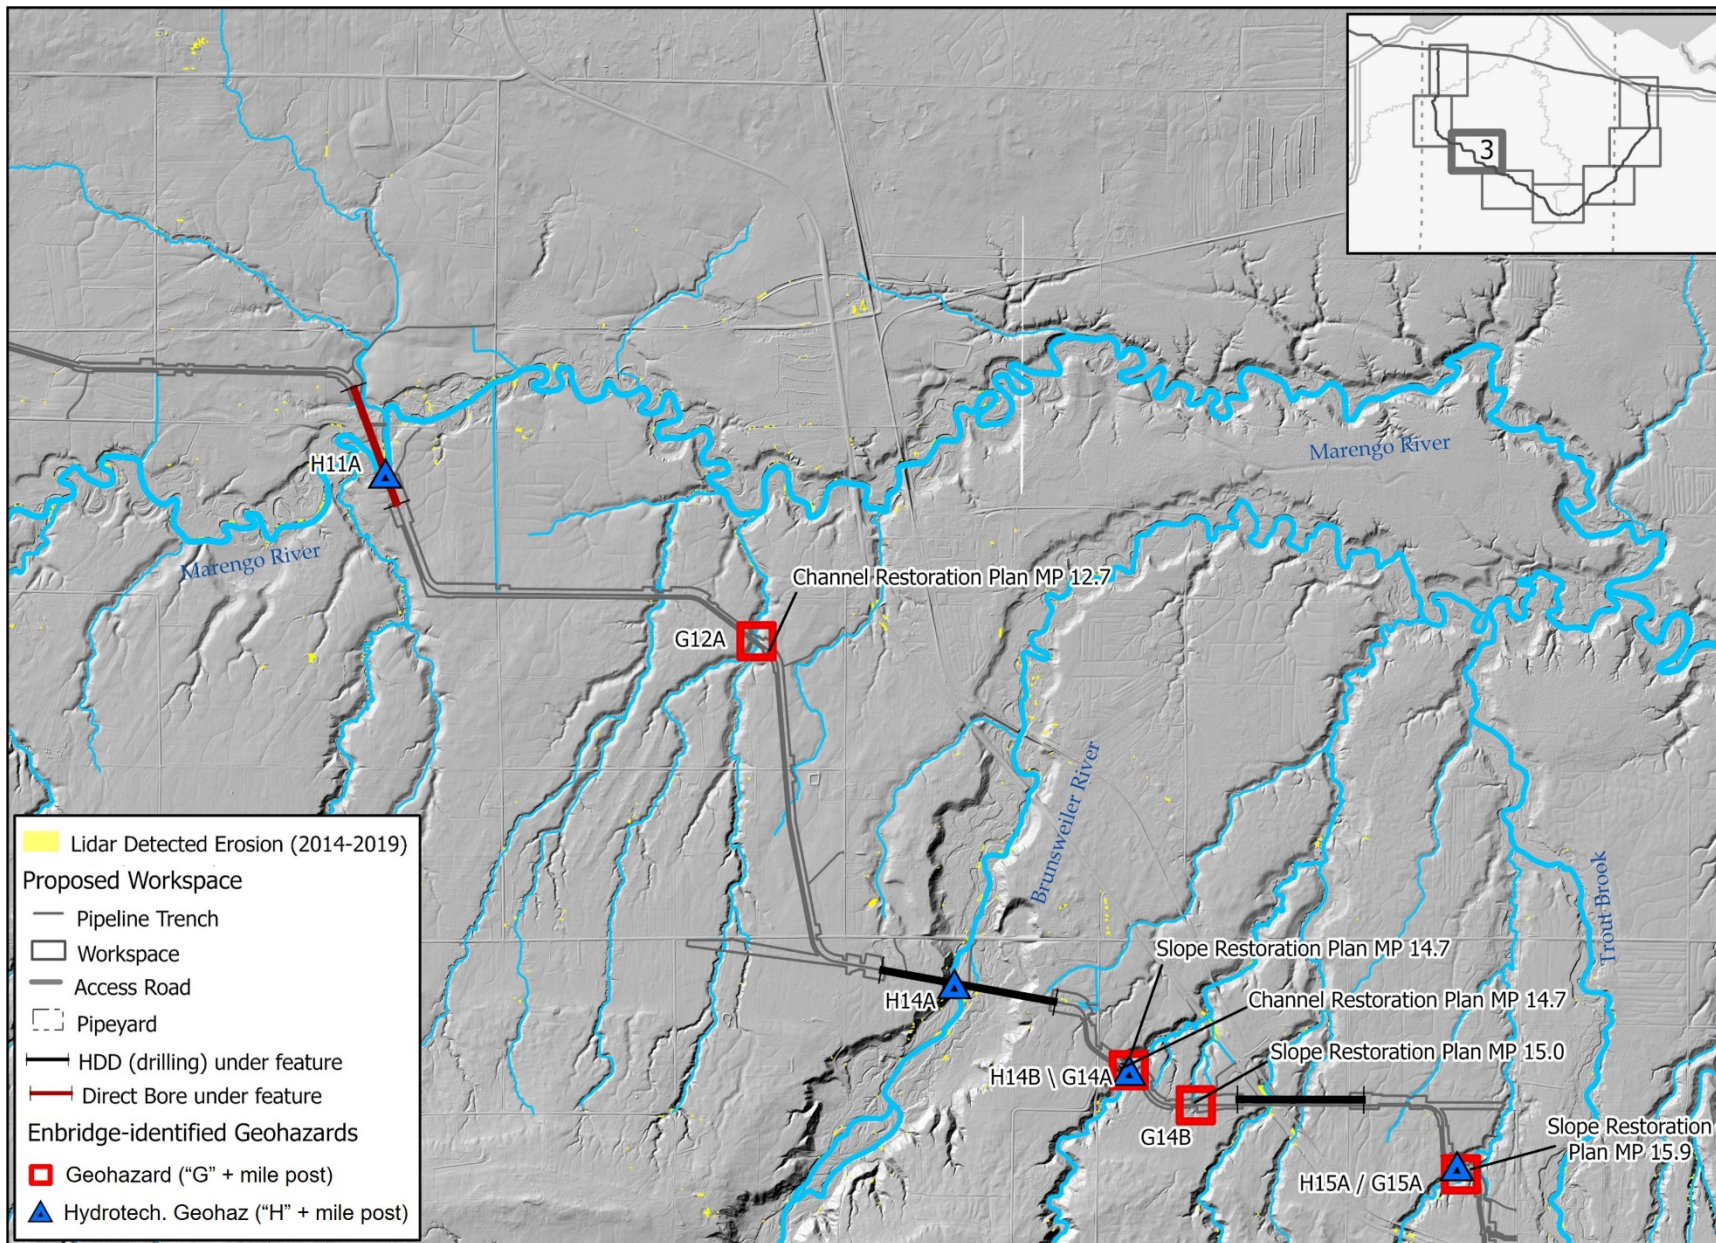 3
H11A
Marengo River
Marengo River
Channel Restoration Plan MP 12.7
G12A
Brunsweiler River
Trout Brook
Slope Restoration Plan MP 14.7
H14A
Channel Restoration Plan MP 14.7
Slope Restoration Plan MP 15.0
H14B \ G14A
G14B
Slope Restoration
Plan MP 15.9
H15A / G15A
Lidar Detected Erosion (2014-2019)
Proposed Workspace
Pipeline Trench
Workspace
Access Road
Pipeyard
HDD (drilling) under feature
Direct Bore under feature
Enbridge-identified Geohazards
Geohazard (“G” + mile post)
Hydrotech. Geohaz (“H” + mile post)